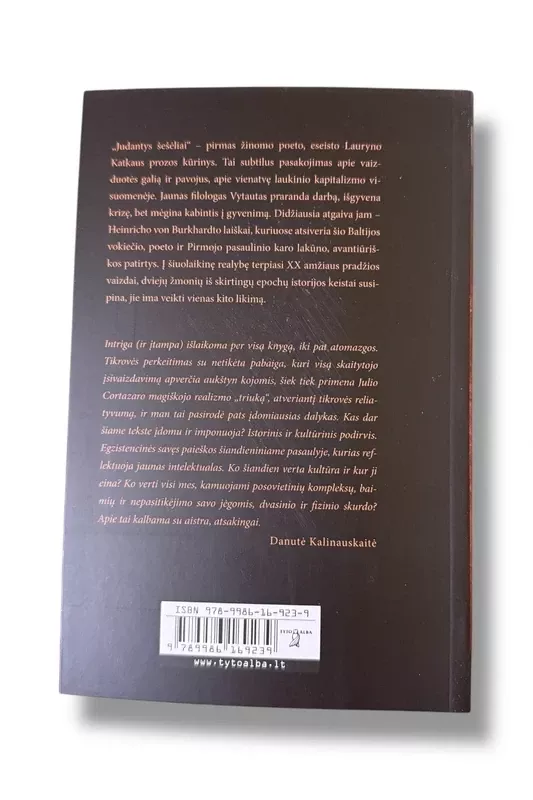 „Judantys šešėliai“ – pirmas žinomo poeto, eseisto Lauryno
Katkaus prozos kūrinys. Tai subtilus pasakojimas apie vaiz-
duotės galią ir pavojus, apie vienatvę laukinio kapitalizmo vi-
suomenėje. Jaunas filologas Vytautas praranda darbą, išgyvena
krizę, bet mėgina kabintis į gyvenimą. Didžiausia atgaiva jam –
Heinricho von Burkhardto laiškai, kuriuose atsiveria šio Baltijos
vokiečio, poeto ir Pirmojo pasaulinio karo lakūno, avantiūriš-
kos patirtys. Į šiuolaikinę realybę terpiasi XX amžiaus pradžios
vaizdai, dviejų žmonių iš skirtingų epochų istorijos keistai susi-
pina, jie ima veikti vienas kito likimą.
Intriga (ir įtampa) išlaikoma per visą knygą, iki pat atomazgos.
Tikrovės perkeitimas su netikėta pabaiga, kuri visą skaitytojo
įsivaizdavimą apverčia aukštyn kojomis, šiek tiek primena Julio
Cortazaro magiškojo realizmo „triuką“, atveriantį tikrovės relia-
tyvumą, ir man tai pasirodė pats įdomiausias dalykas. Kas dar
šiame tekste įdomu ir imponuoja? Istorinis ir kultūrinis podirvis.
Egzistencinės savęs paieškos šiandieniniame pasaulyje, kurias ref-
lektuoja jaunas intelektualas. Ko šiandien verta kultūra ir kur ji
eina? Ko verti visi mes, kamuojami posovietinių kompleksų, bai-
mių ir nepasitikėjimo savo jėgomis, dvasinio ir fizinio skurdo?
Apie tai kalbama su aistra, atsakingai.
Danutė Kalinauskaitė
ISBN 978-9986-16-923-9
TYTO ALBA
9 789986 169239
www.tytoalba.lt